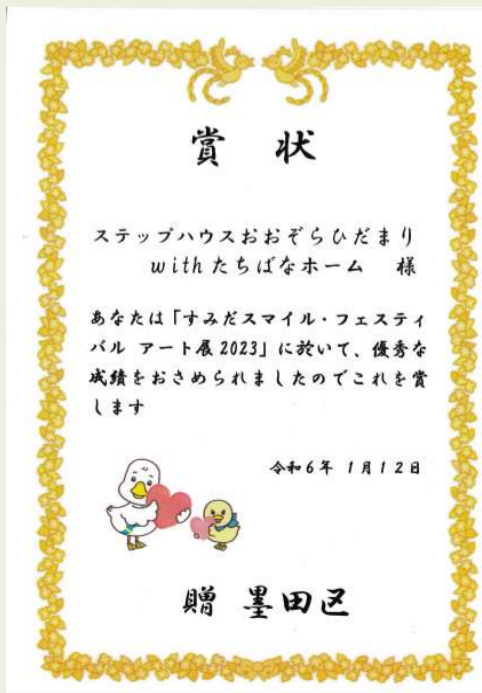 賞 状
ステップハウスおおぞらひだまり
withたちばなホーム 様
あなたは「すみだスマイル・フェスティ
バル アート展2023」に於いて、優秀な
成績をおさめられましたのでこれを賞
します
令和6年 1月12日
贈 墨田区